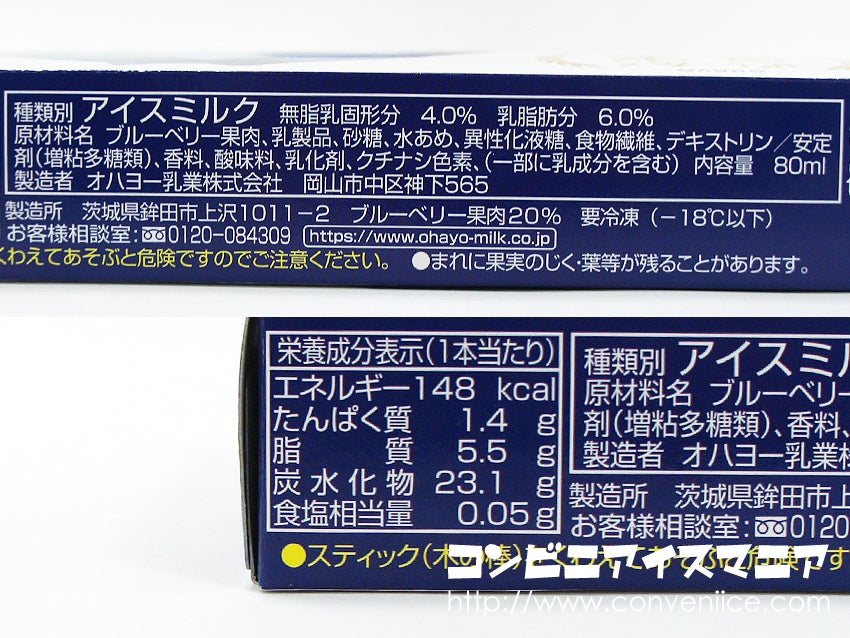 種類別 アイスミルク 無脂乳固形分 4.0% 乳脂肪分 6.0%
原材料名 ブルーベリー果肉、乳製品、砂糖、水あめ、異性化液糖、食物繊維、デキストリン／安定
剤(増粘多糖類)、香料、酸味料、乳化剤、クチナシ色素、(一部に乳成分を含む) 内容量 80ml
製造者 オハヨー乳業株式会社 岡山市中区神下565
製造所 茨城県鉾田市上沢1011-2 ブルーベリー果肉20% 要冷凍(-18℃以下)
お客様相談室:0120-084309 https://www.ohayo-milk.co.jp
くわえてあそぶと危険ですのでご注意ください。 ●まれに果実のじく・葉等が残ることがあります。
栄養成分表示(1本当たり)
エネルギー148 kcal
たんぱく質 1.4 g
脂質 5.5 g
炭水化物 23.1 g
食塩相当量 0.05g
種類別 アイスミル
原材料名 ブルーベリー
剤(増粘多糖類)、香料、
製造者 オハヨー乳業株
製造所 茨城県鉾田市上
お客様相談室:0120
●スティック(木の棒)をくわえてあそぶと危険です
コンビニアイスマニア
http://www.conveniice.com